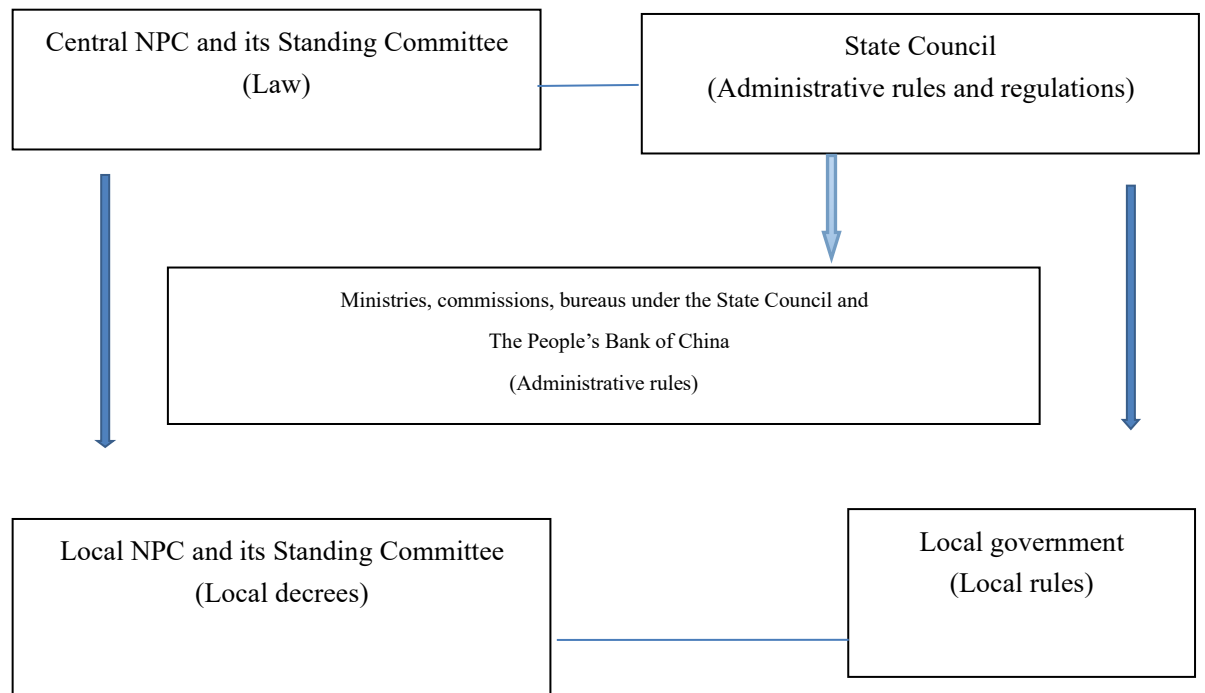 Central NPC and its Standing Committee
(Law)
State Council
(Administrative rules and regulations)
Ministries, commissions, bureaus under the State Council and
The People’s Bank of China
(Administrative rules)
Local NPC and its Standing Committee
(Local decrees)
Local government
(Local rules)